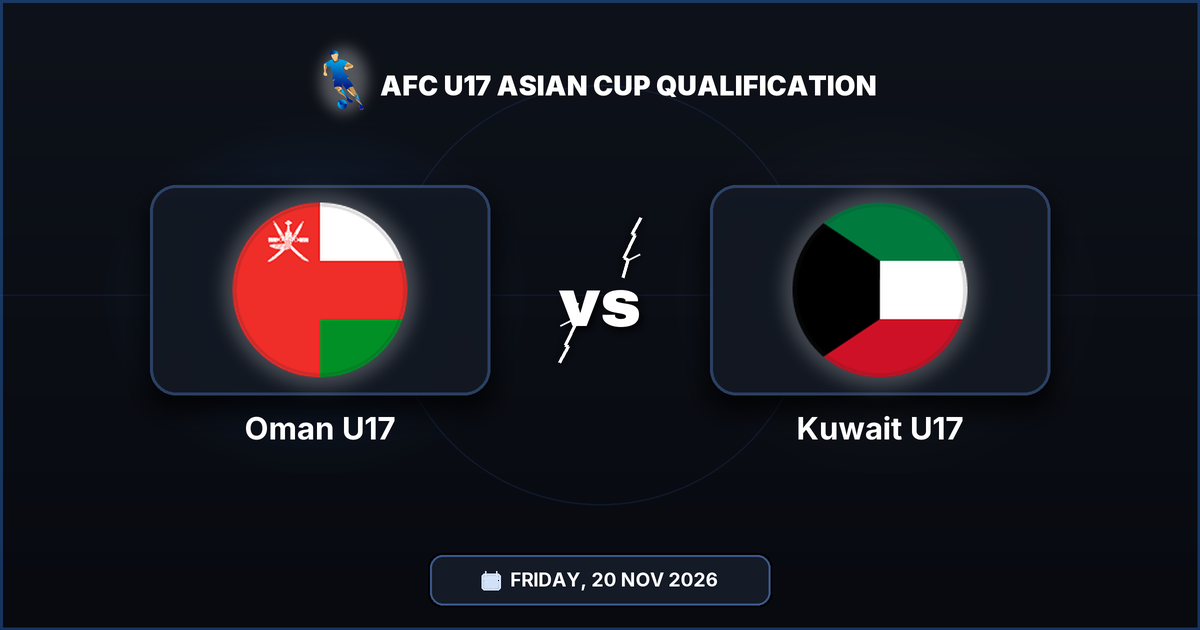 AFC U17 ASIAN CUP QUALIFICATION
VS
Oman U17
Kuwait U17
FRIDAY, 20 NOV 2026